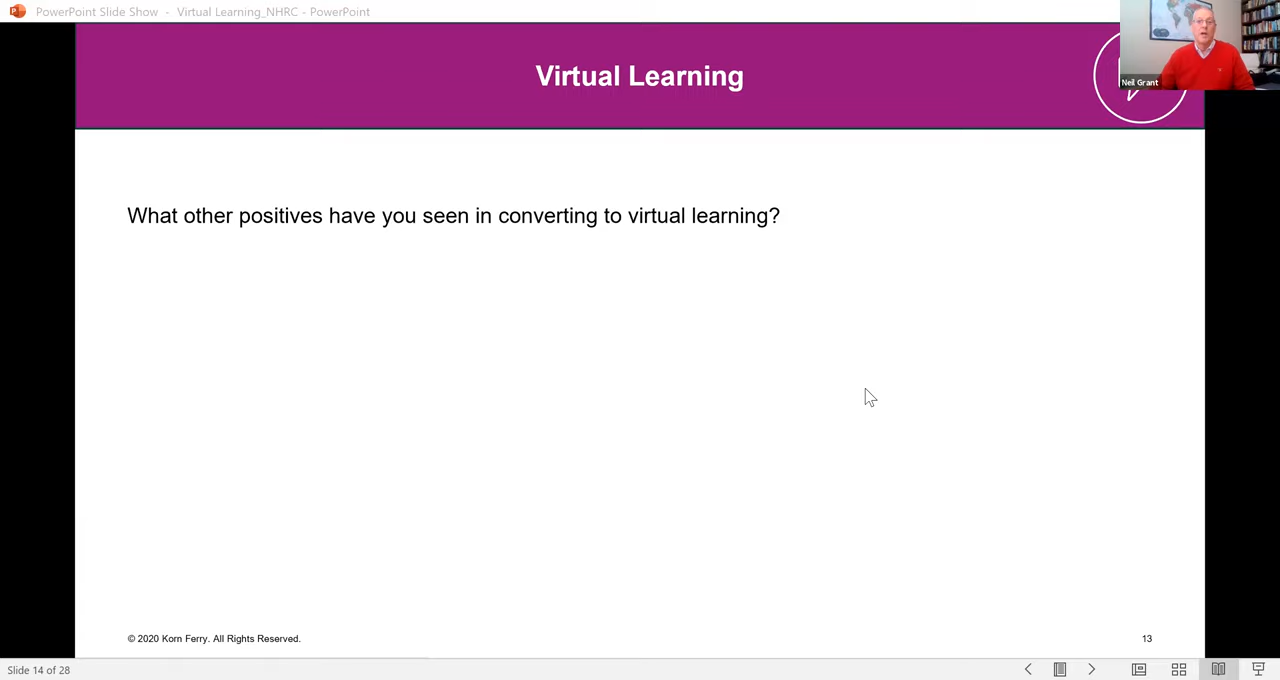 PowerPoint Slide Show - Virtual Learning_NHRC - PowerPoint
Virtual Learning
Neil Grant
What other positives have you seen in converting to virtual learning?
© 2020 Korn Ferry. All Rights Reserved.
13
Slide 14 of 28